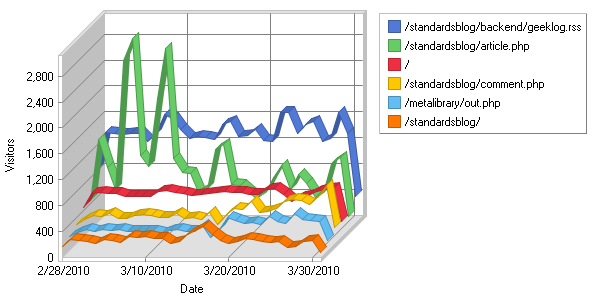 /standardsblog/backend/geeklog.rss
/standardsblog/article.php
/
/standardsblog/comment.php
/metalibrary/out.php
/standardsblog/
Visitors
2,800
2,400
2,000
1,600
1,200
800
400
0
2/28/2010 3/10/2010 3/20/2010 3/30/2010
Date